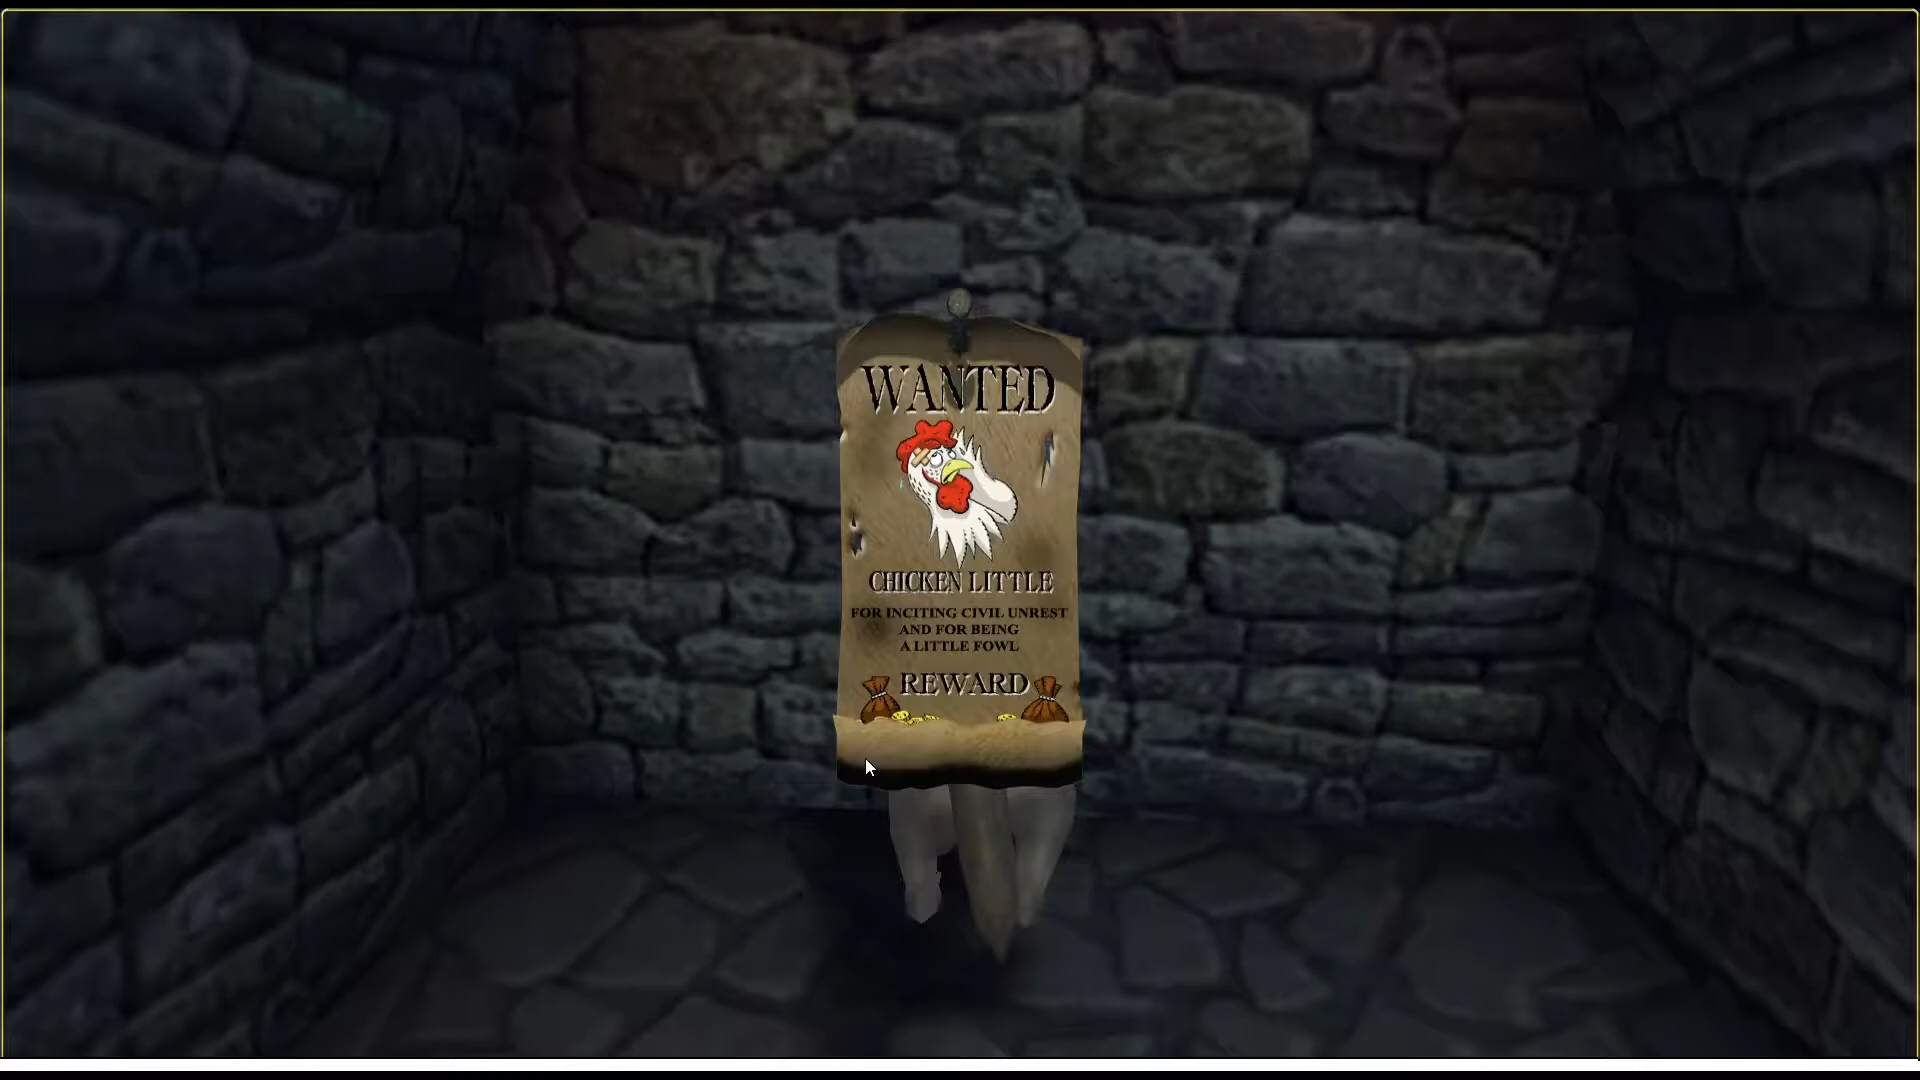 WANTED
CHICKEN LITTLE
FOR INCITING CIVIL UNREST
AND FOR BEING
A LITTLE FOWL
REWARD